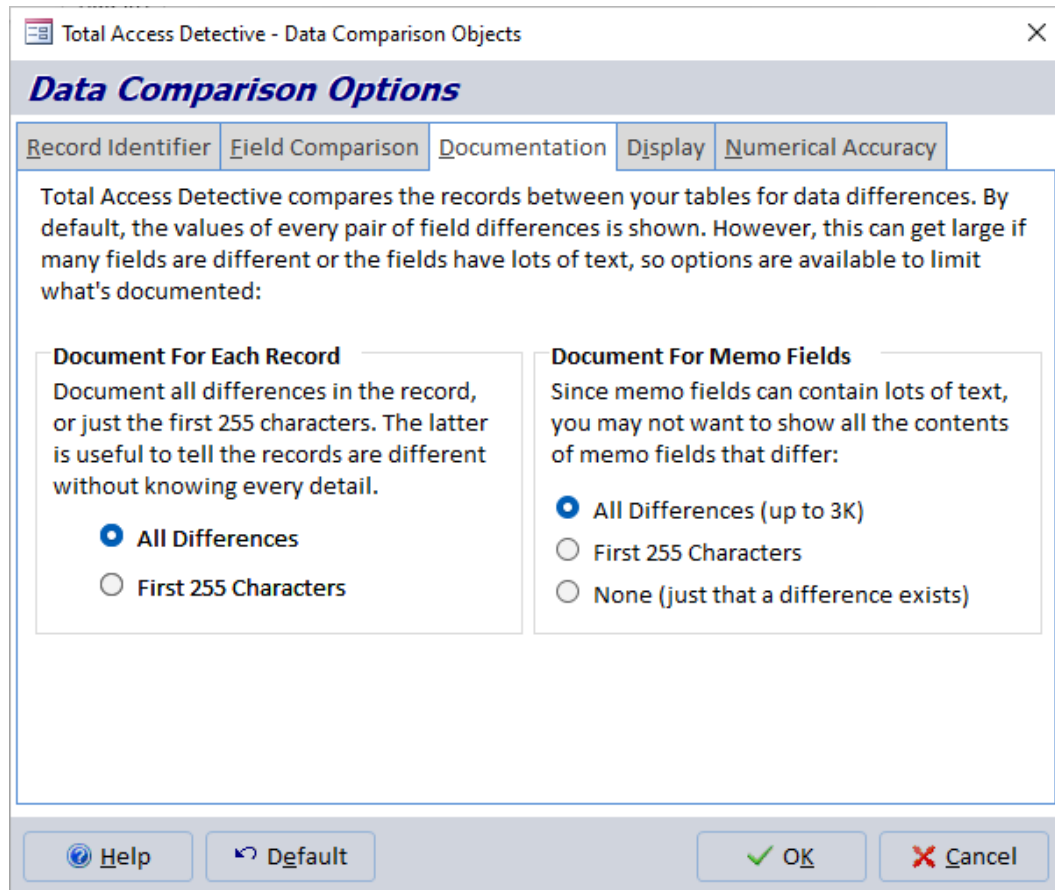 Total Access Detective - Data Comparison Objects
Data Comparison Options
Record Identifier
Field Comparison
Documentation
Display
Numerical Accuracy
Total Access Detective compares the records between your tables for data differences. By
default, the values of every pair of field differences is shown. However, this can get large if
many fields are different or the fields have lots of text, so options are available to limit
what's documented:
Document For Each Record
Document all differences in the record,
or just the first 255 characters. The latter
is useful to tell the records are different
without knowing every detail.
All Differences
First 255 Characters
Document For Memo Fields
Since memo fields can contain lots of text,
you may not want to show all the contents
of memo fields that differ:
All Differences (up to 3K)
First 255 Characters
None (just that a difference exists)
Help
Default
OK
Cancel